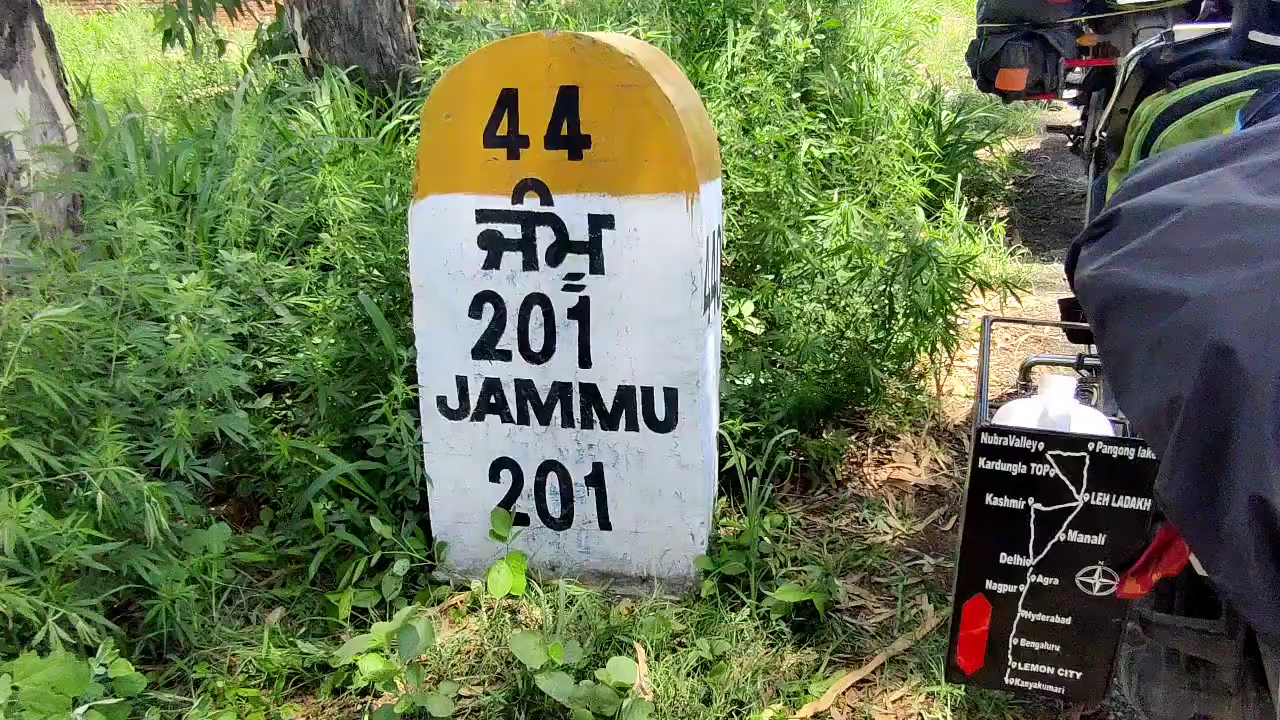 44
ਜੰਮੂ
201
JAMMU
201
NubraValley
Pangong lake
Kardungla TOP
Kashmir
LEH LADAKH
Manali
Delhi
Agra
Nagpur
Hyderabad
Bengaluru
LEMON CITY
Kanyakumari